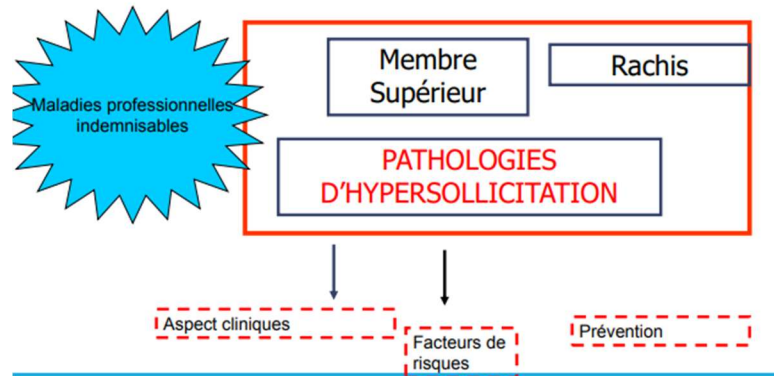 Maladies professionnelles
indemnisables
Membre
Supérieur
Rachis
PATHOLOGIES
D'HYPERSOLLICITATION
Aspect cliniques
Facteurs de
risques
Prévention